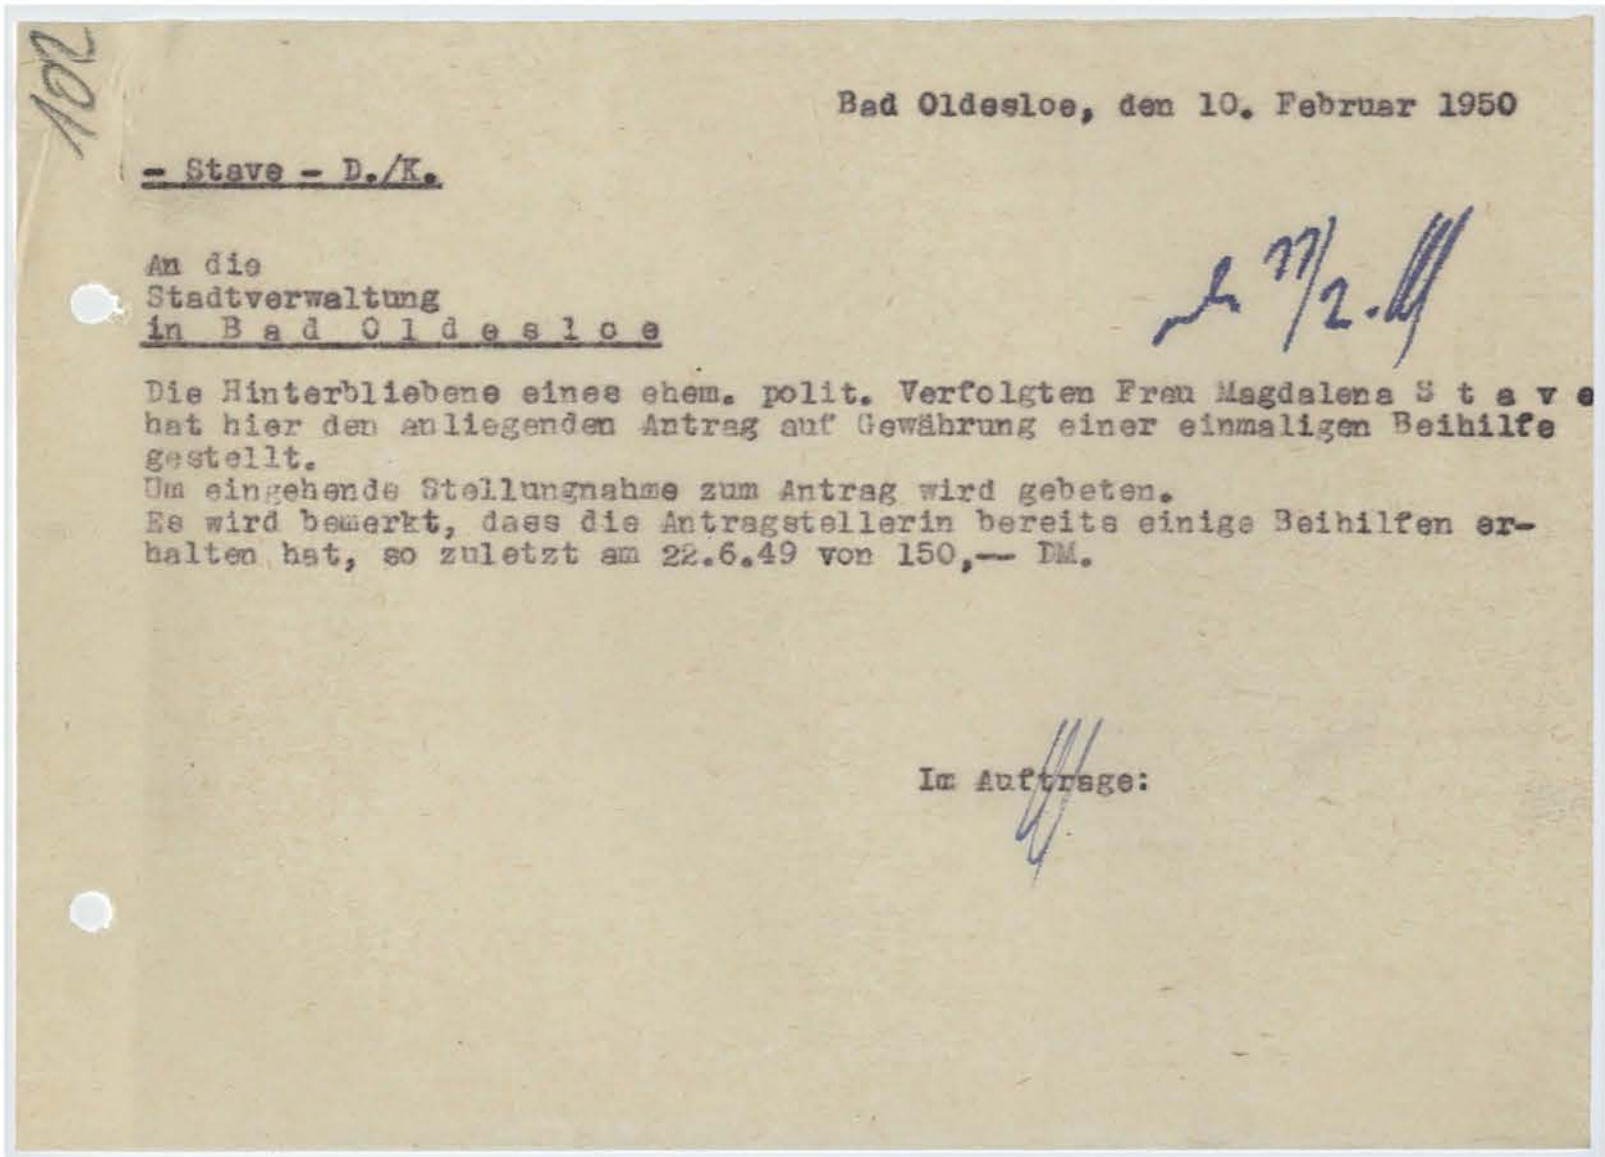 102
Bad Oldesloe, den 10. Februar 1950
- Stave - D./K.
An die
Stadtverwaltung
in B a d O l d e s l o e
11/2.
Die Hinterbliebene eines ehem. polit. Verfolgten Frau Magdalena S t a v e
hat hier den anliegenden Antrag auf Gewährung einer einmaligen Beihilfe
gestellt.
Um eingehende Stellungnahme zum Antrag wird gebeten.
Es wird bemerkt, dass die Antragstellerin bereits einige Beihilfen er-
halten hat, so zuletzt am 22.6.49 von 150,-- DM.
Im Auftrage: